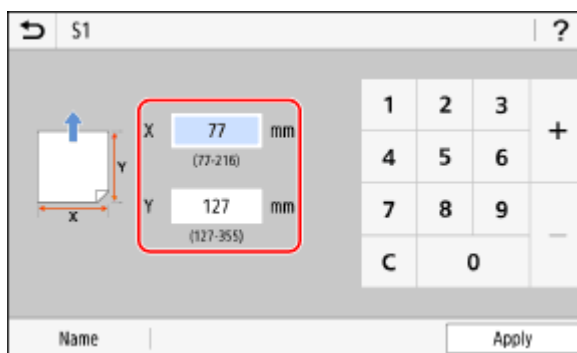 S1 ?
X 77 mm
(77-216)
Y 127 mm
(127-355)
Y
X
1 2 3 +
4 5 6
7 8 9 -
C 0
Name Apply